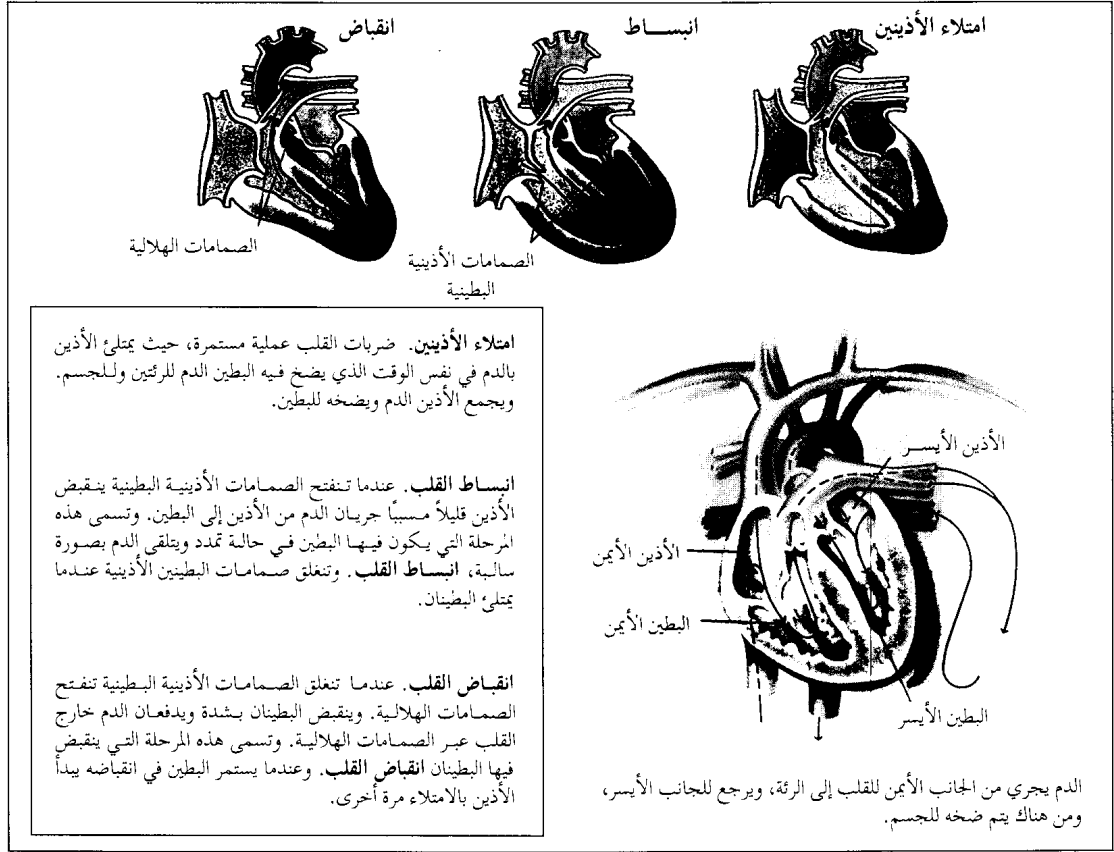 امتلاء الأذينين
انبســـاط
انقباض
الصمامات الهلالية
الصمامات الأذينية
البطينية
امتلاء الأذينين. ضربات القلب عملية مستمرة، حيث يمتلئ الأذين
بالدم في نفس الوقت الذي يضخ فيه البطين الدم للرئتين وللجسم.
ويجمع الأذين الدم ويضخه للبطين.
انبساط القلب. عندما تنفتح الصمامات الأذينية البطينية ينقبض
الأذين قليلاً مسببًا جريان الدم من الأذين إلى البطين. وتسمى هذه
المرحلة التي يكون فيها البطين في حالة تمدد ويتلقى الدم بصورة
سالبة، انبساط القلب. وتنغلق صمامات البطينين الأذينية عندما
يمتلئ البطينان.
انقباض القلب. عندما تنغلق الصمامات الأذينية البطينية تنفتح
الصمامات الهلالية. وينقبض البطينان بشدة ويدفعان الدم خارج
القلب عبر الصمامات الهلالية. وتسمى هذه المرحلة التي ينقبض
فيها البطينان انقباض القلب. وعندما يستمر البطين في انقباضه يبدأ
الأذين بالامتلاء مرة أخرى.
الأذين الأيســـر
الأذين الأيمن
البطين الأيمن
البطين الأيسر
الدم يجري من الجانب الأيمن للقلب إلى الرئة، ويرجع للجانب الأيسر،
ومن هناك يتم ضخه للجسم.